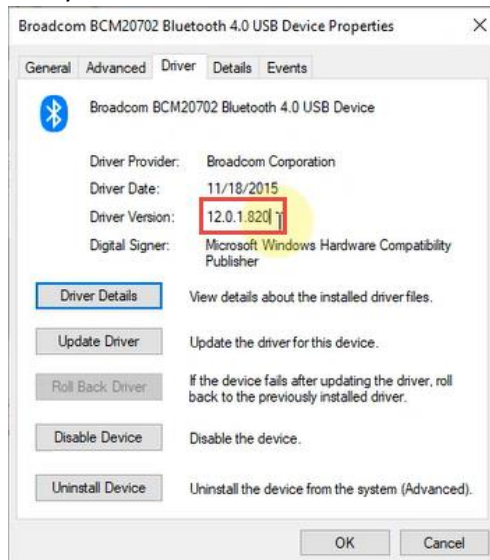 Broadcom BCM20702 Bluetooth 4.0 USB Device Properties
General Advanced Driver Details Events
Broadcom BCM20702 Bluetooth 4.0 USB Device
Driver Provider: Broadcom Corporation
Driver Date: 11/18/2015
Driver Version: 12.0.1.820
Digital Signer: Microsoft Windows Hardware Compatibility
Publisher
Driver Details View details about the installed driver files.
Update Driver Update the driver for this device.
Roll Back Driver If the device fails after updating the driver, roll
back to the previously installed driver.
Disable Device Disable the device.
Uninstall Device Uninstall the device from the system (Advanced).
OK Cancel